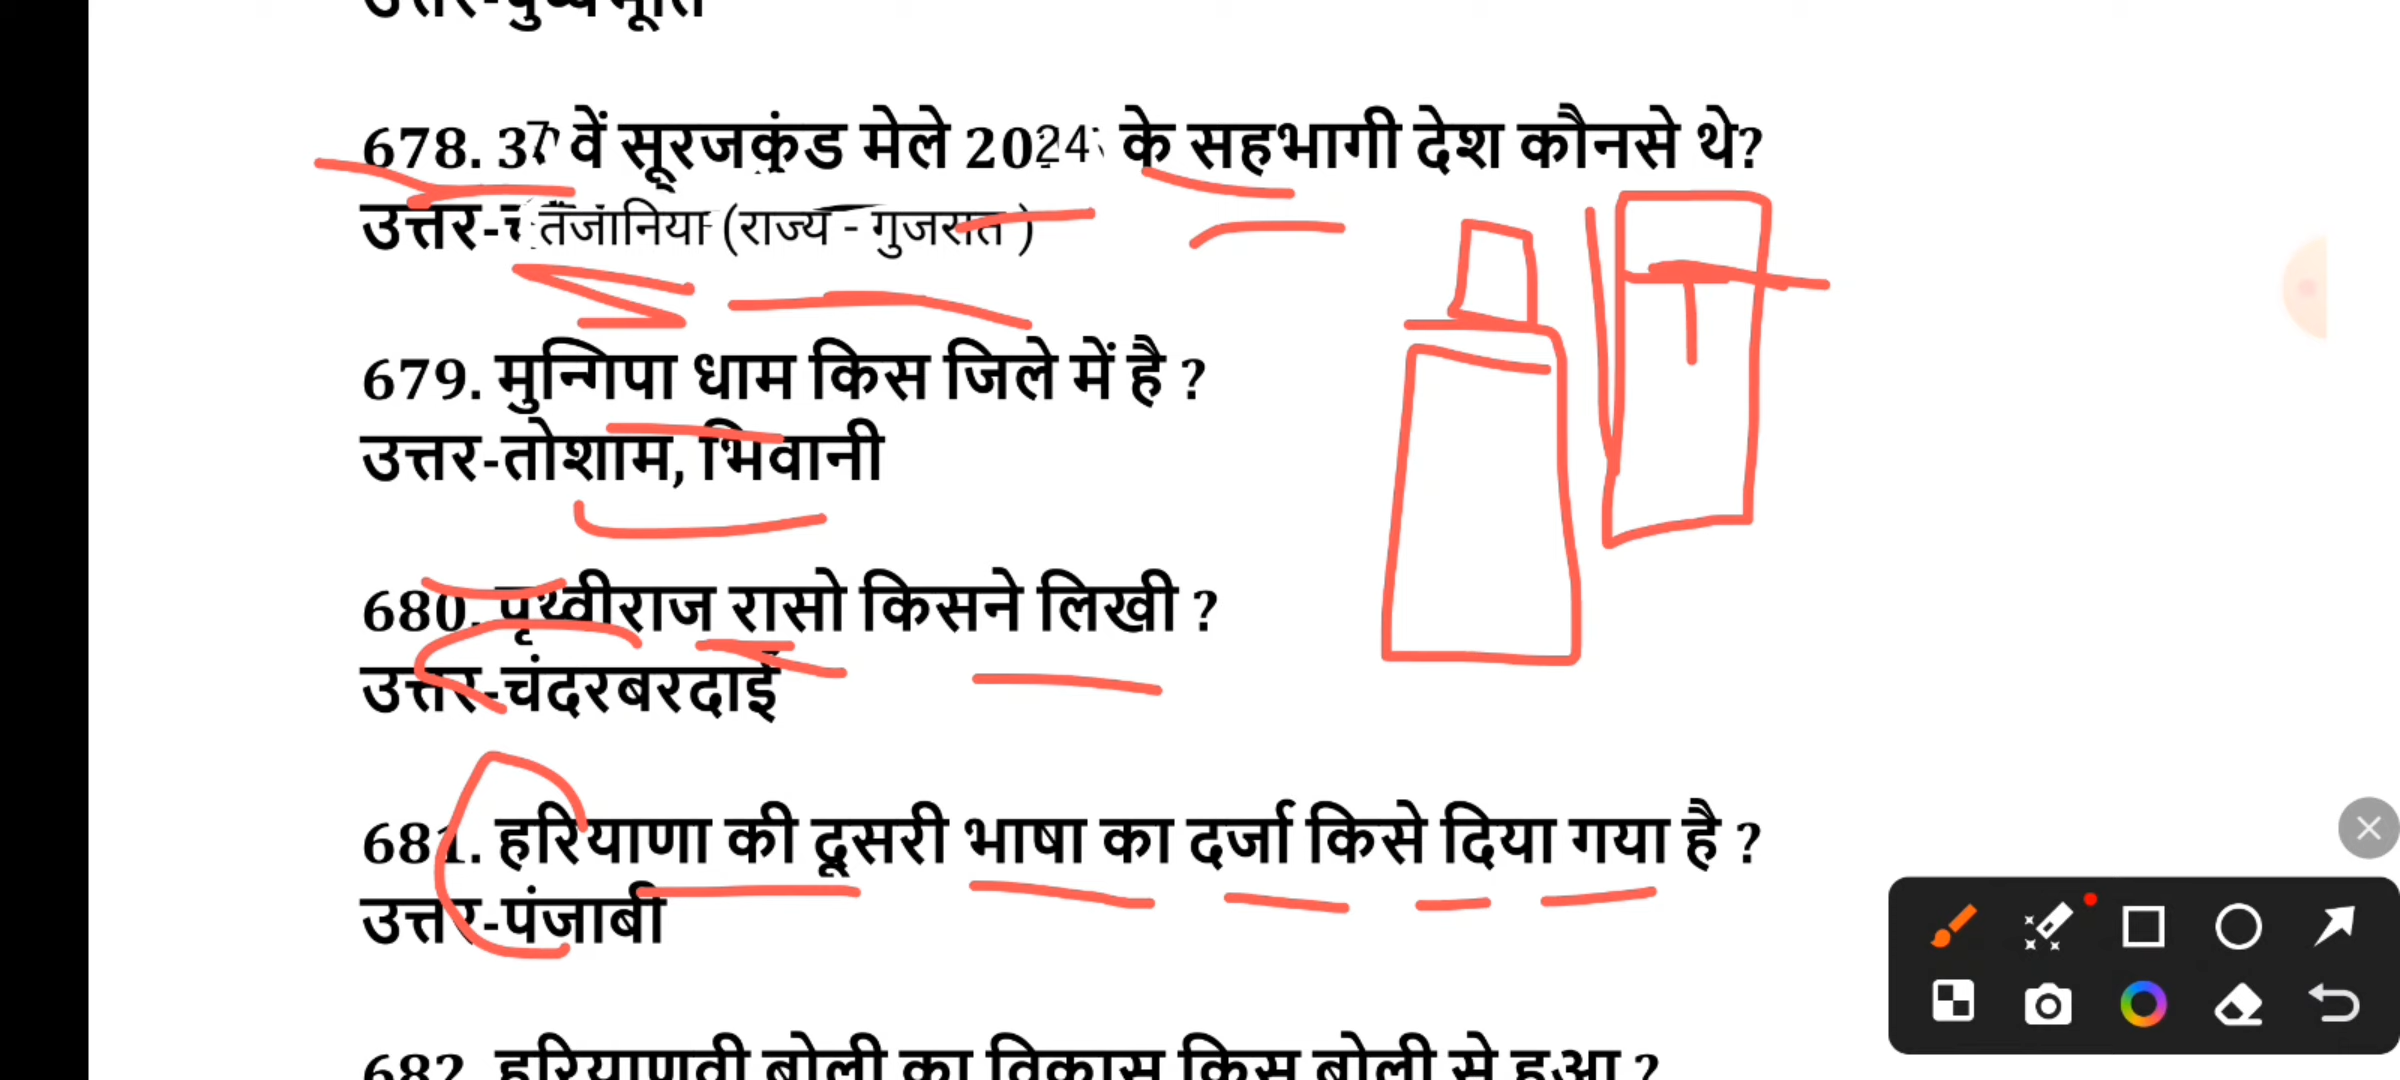 678. 37 वें सूरजकुंड मेले 2024 के सहभागी देश कौनसे थे?
उत्तर-तंजानिया (राज्य - गुजरात )
679. मुन्गिपा धाम किस जिले में है ?
उत्तर-तोशाम, भिवानी
680. पृथ्वीराज रासो किसने लिखी ?
उत्तर-चंदरबरदाई
681. हरियाणा की दूसरी भाषा का दर्जा किसे दिया गया है ?
उत्तर-पंजाबी
682. हरियाणवी बोली का विकास किस बोली से हुआ ?